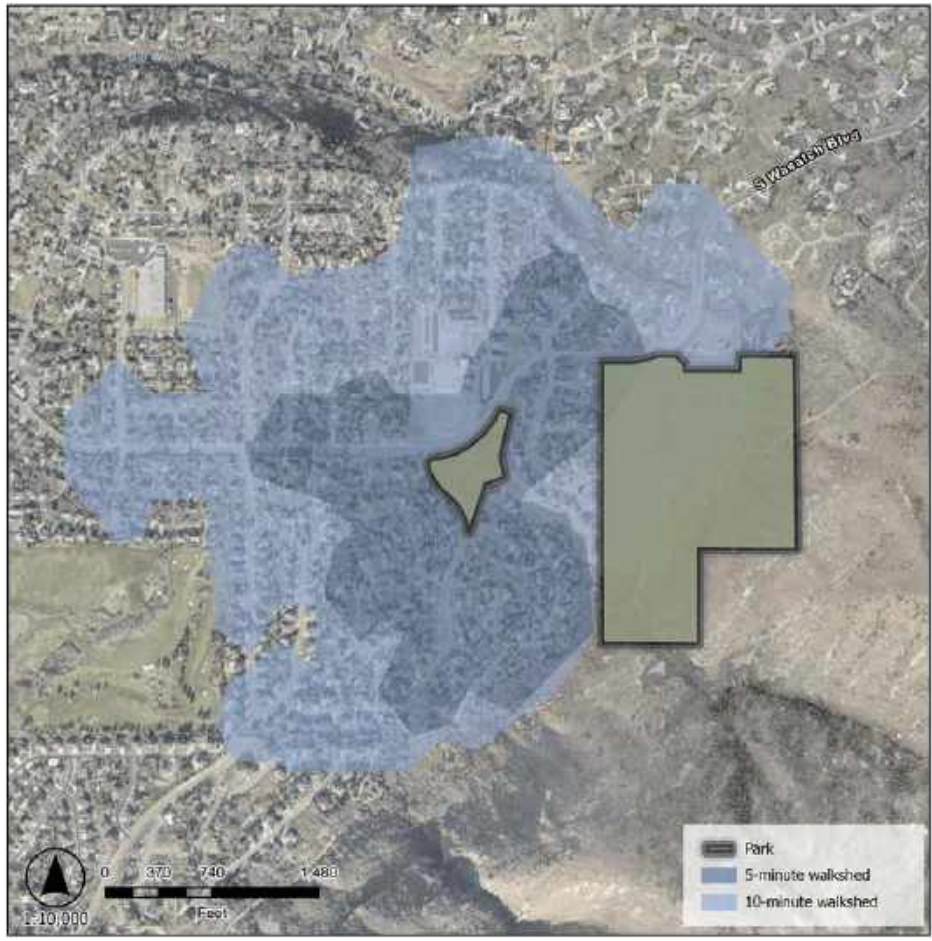 S Wasatch Blvd
0 370 740 1,480
Feet
1:10,000
Park
5-minute walkshed
10-minute walkshed